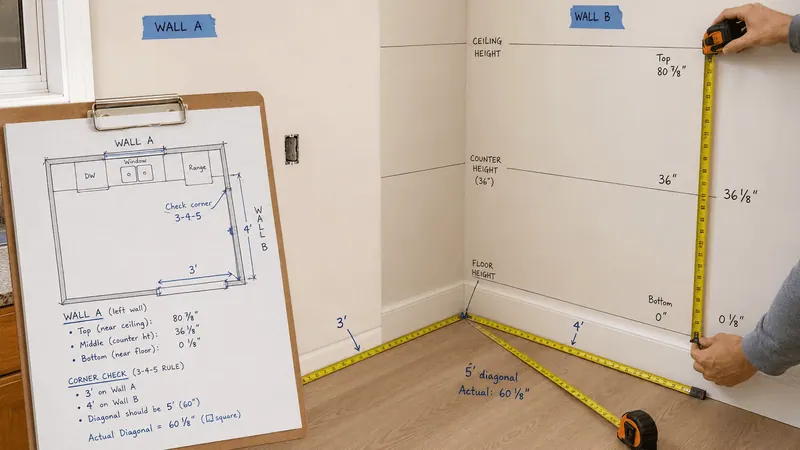 WALL A
WALL B
CEILING
HEIGHT
Top
80 7/8"
COUNTER
HEIGHT
(36")
36"
36 1/8"
FLOOR
HEIGHT
Bottom
0"
0 1/8"
3'
4'
5' diagonal
Actual: 60 1/8"
WALL A
Window
DW
Range
Check corner
3-4-5
4'
WALL B
3'
WALL A (left wall)
• Top (near ceiling): 80 7/8"
• Middle (counter ht): 36 1/8"
• Bottom (near floor): 0 1/8"
CORNER CHECK (3-4-5 RULE)
• 3' on Wall A
• 4' on Wall B
• Diagonal should be 5' (60")
Actual Diagonal = 60 1/8" (square)